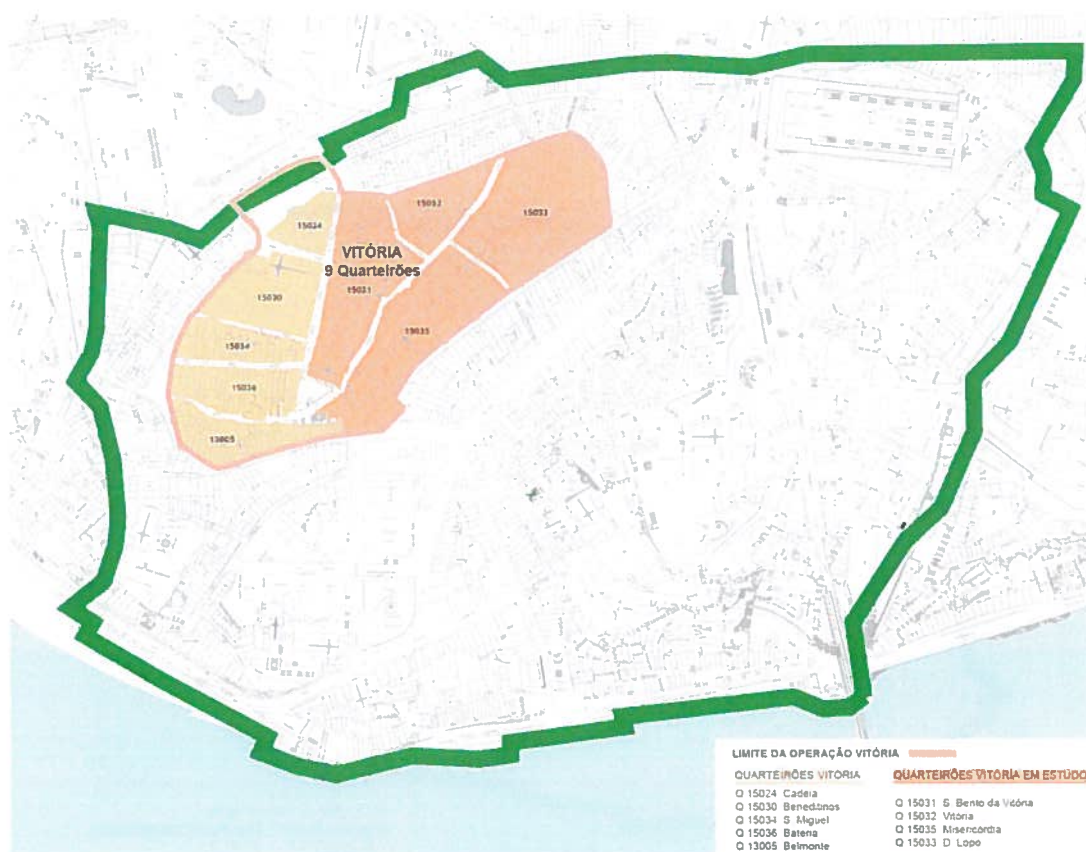 15032
15033
15024
VITÓRIA
9 Quarteirões
15031
15030
15035
15034
15036
13005
LIMITE DA OPERAÇÃO VITÓRIA
QUARTEIRÕES VITORIA
Q 15024 Cadeia
Q 15030 Beneditinos
Q 15034 S. Miguel
Q 15036 Bateria
Q 13005 Belmonte
QUARTEIRÕES VITORIA EM ESTUDO
Q 15031 S. Bento da Vitória
Q 15032 Vitória
Q 15035 Misericórdia
Q 15033 D. Lopo